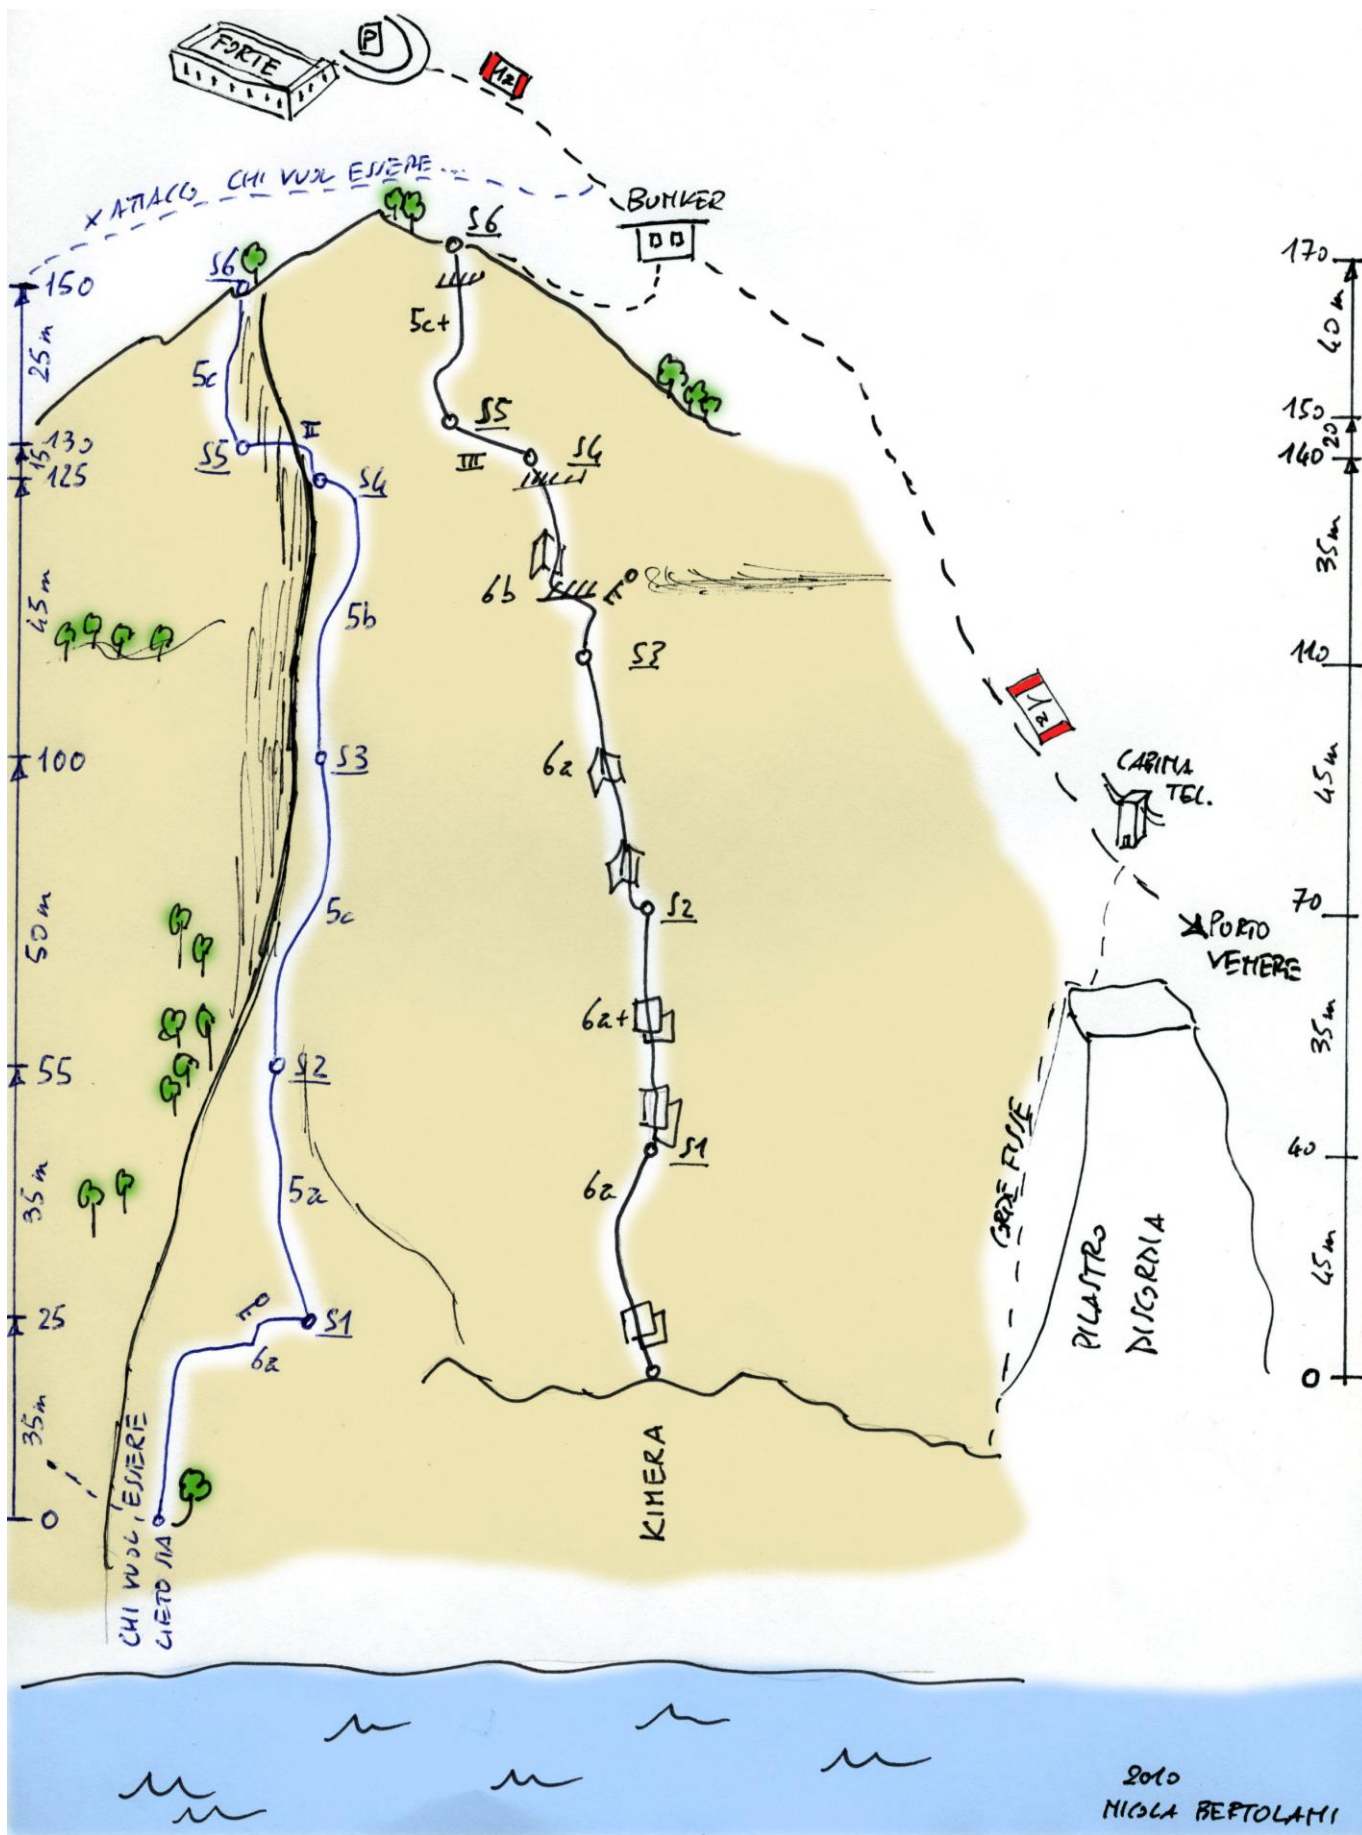 FORTE
P
1a
X ATTACCO CHI VUOL ESSERE...
BUNKER
S6
S6
150
170
5c+
40m
25m
5c
S5
150
II
S5
130
S4
III
20
15
140
125
S4
35m
6b
45m
5b
S3
110
1a
100
S3
6a
CABINA
TEL.
45m
5c
S2
70
50m
PORTO
VENERE
6a+
35m
55
S2
S1
40
CORDE FISSE
5a
6a
35m
PILASTRO
DISGRDIA
45m
25
S1
6a
0
35m
0
CHI VUOL ESSERE
LIETO SIA
KIMERA
2010
NICOLA BERTOLAMI